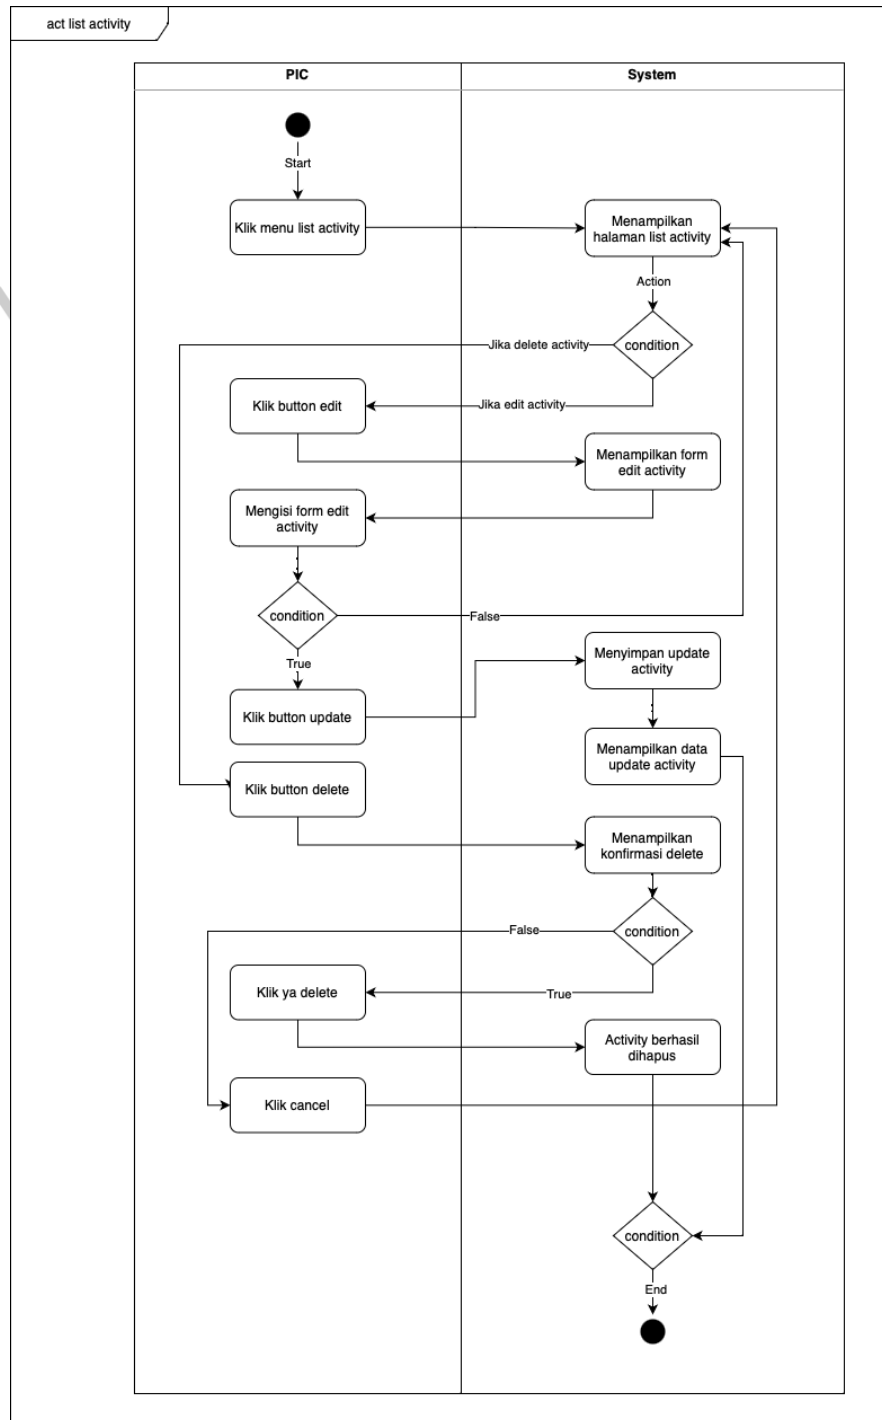 act list activity
PIC
System
Start
Klik menu list activity
Menampilkan
halaman list activity
Action
condition
Jika delete activity
Klik button edit
Jika edit activity
Menampilkan form
edit activity
Mengisi form edit
activity
condition
False
True
Menyimpan update
activity
Klik button update
Menampilkan data
update activity
Klik button delete
Menampilkan
konfirmasi delete
condition
False
Klik ya delete
True
Activity berhasil
dihapus
Klik cancel
condition
End